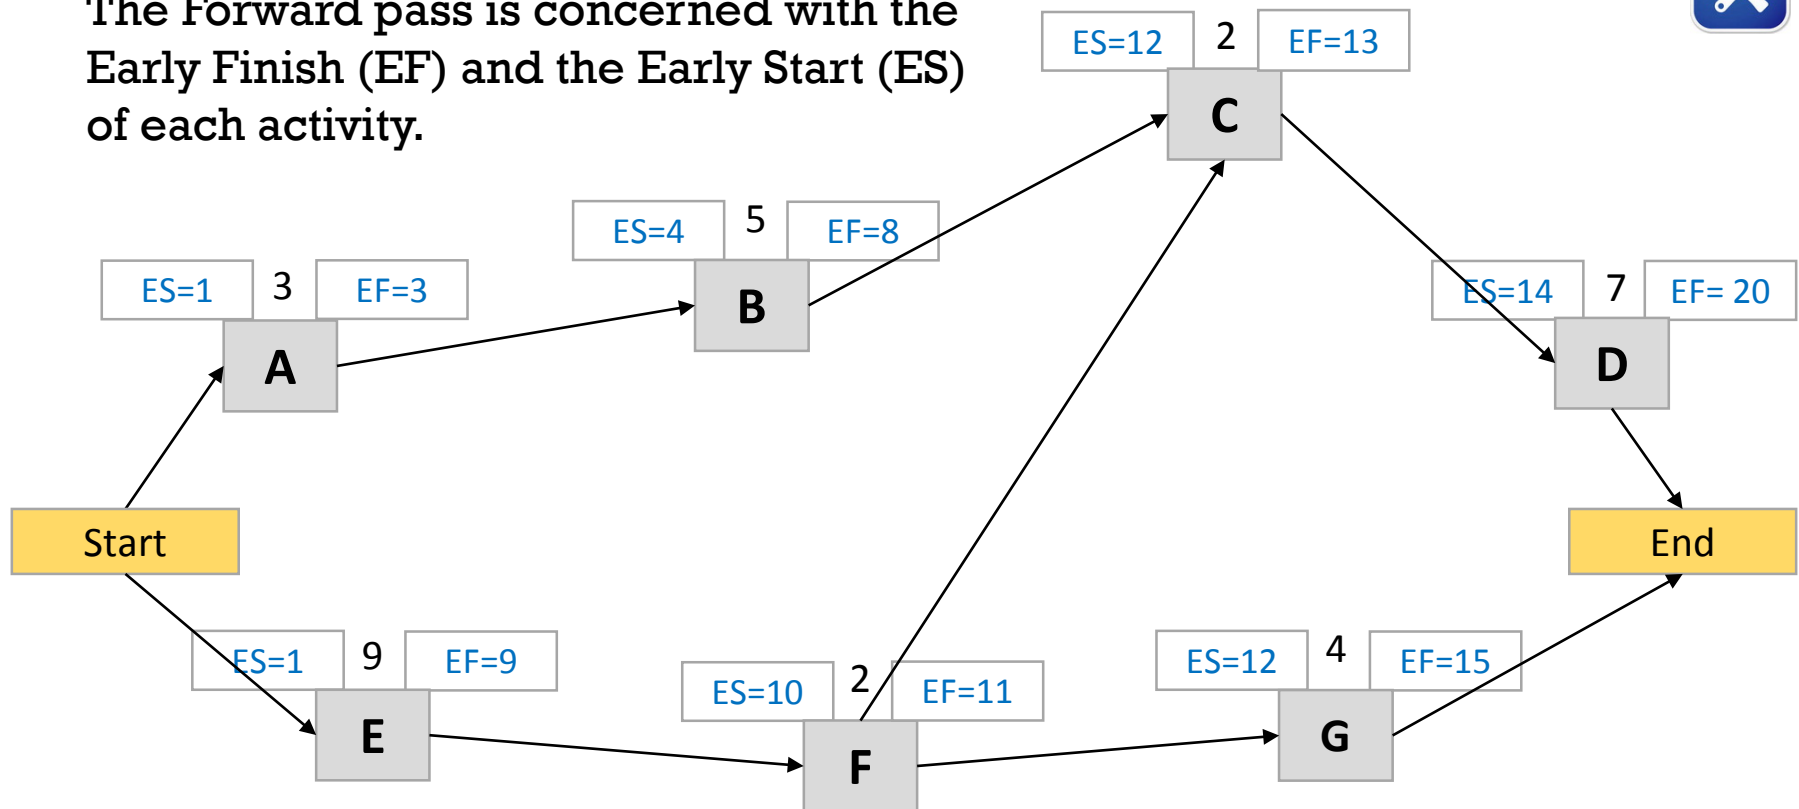 The Forward pass is concerned with the
Early Finish (EF) and the Early Start (ES)
of each activity.
ES=12 2 EF=13
C
ES=4 5 EF=8
B
ES=1 3 EF=3
A
ES=14 7 EF= 20
D
Start
End
ES=1 9 EF=9
E
ES=10 2 EF=11
F
ES=12 4 EF=15
G